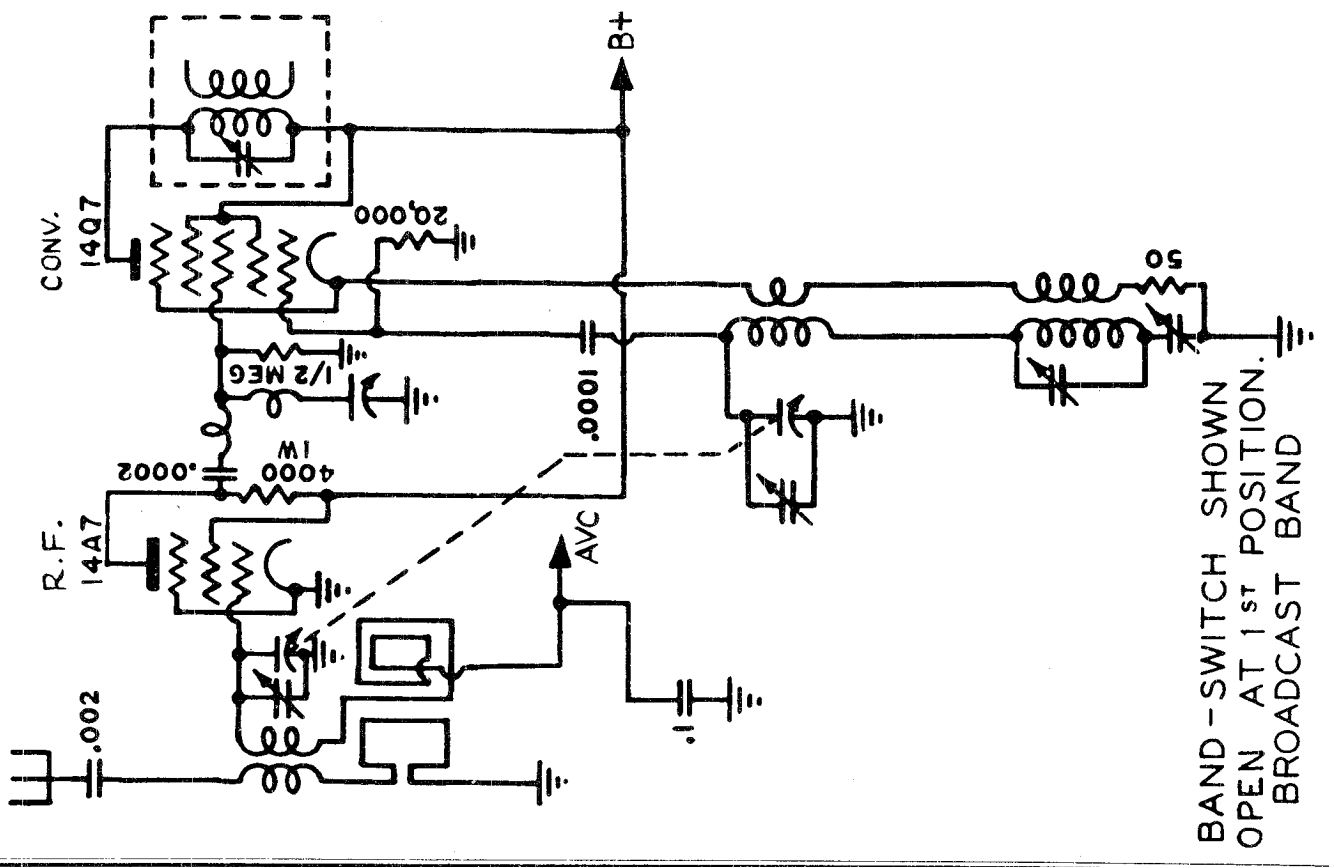 R.F.
14A7
CONV.
14Q7
.002
.0002
4000
1W
1/2 MEG
20,000
.0001
B+
AVC
.1
50
BAND-SWITCH SHOWN
OPEN AT 1ST POSITION.
BROADCAST BAND